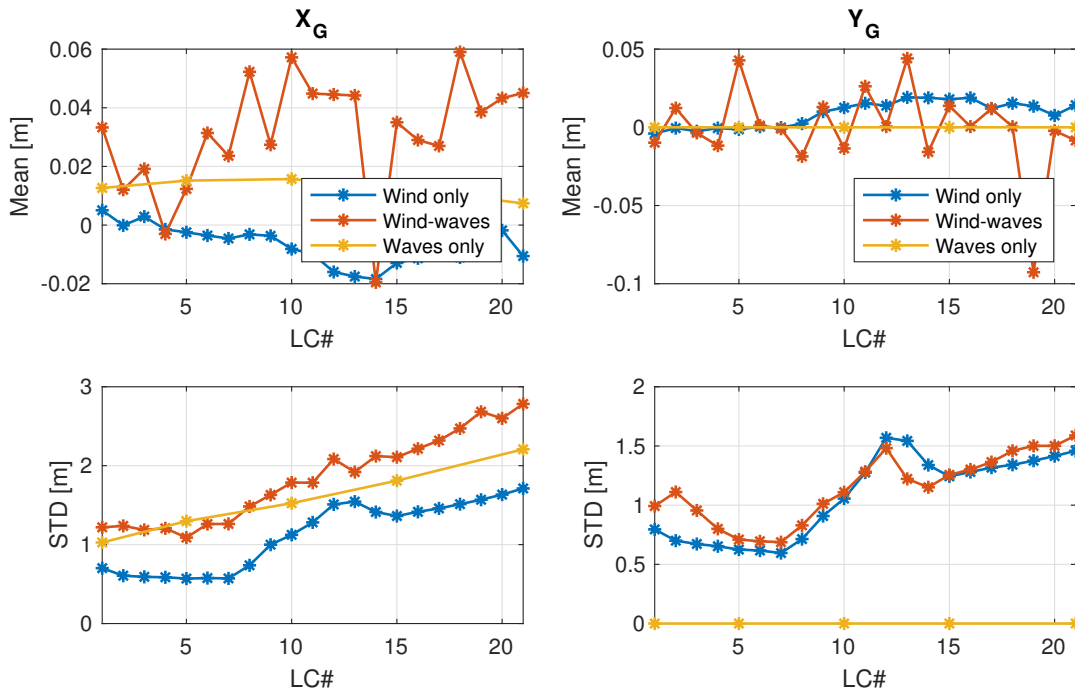 X_G
Mean [m]
0.06
0.04
0.02
0
-0.02
5
10
15
20
LC#
Wind only
Wind-waves
Waves only
Y_G
Mean [m]
0.05
0
-0.05
-0.1
5
10
15
20
LC#
Wind only
Wind-waves
Waves only
STD [m]
3
2
1
0
5
10
15
20
LC#
STD [m]
2
1.5
1
0.5
0
5
10
15
20
LC#